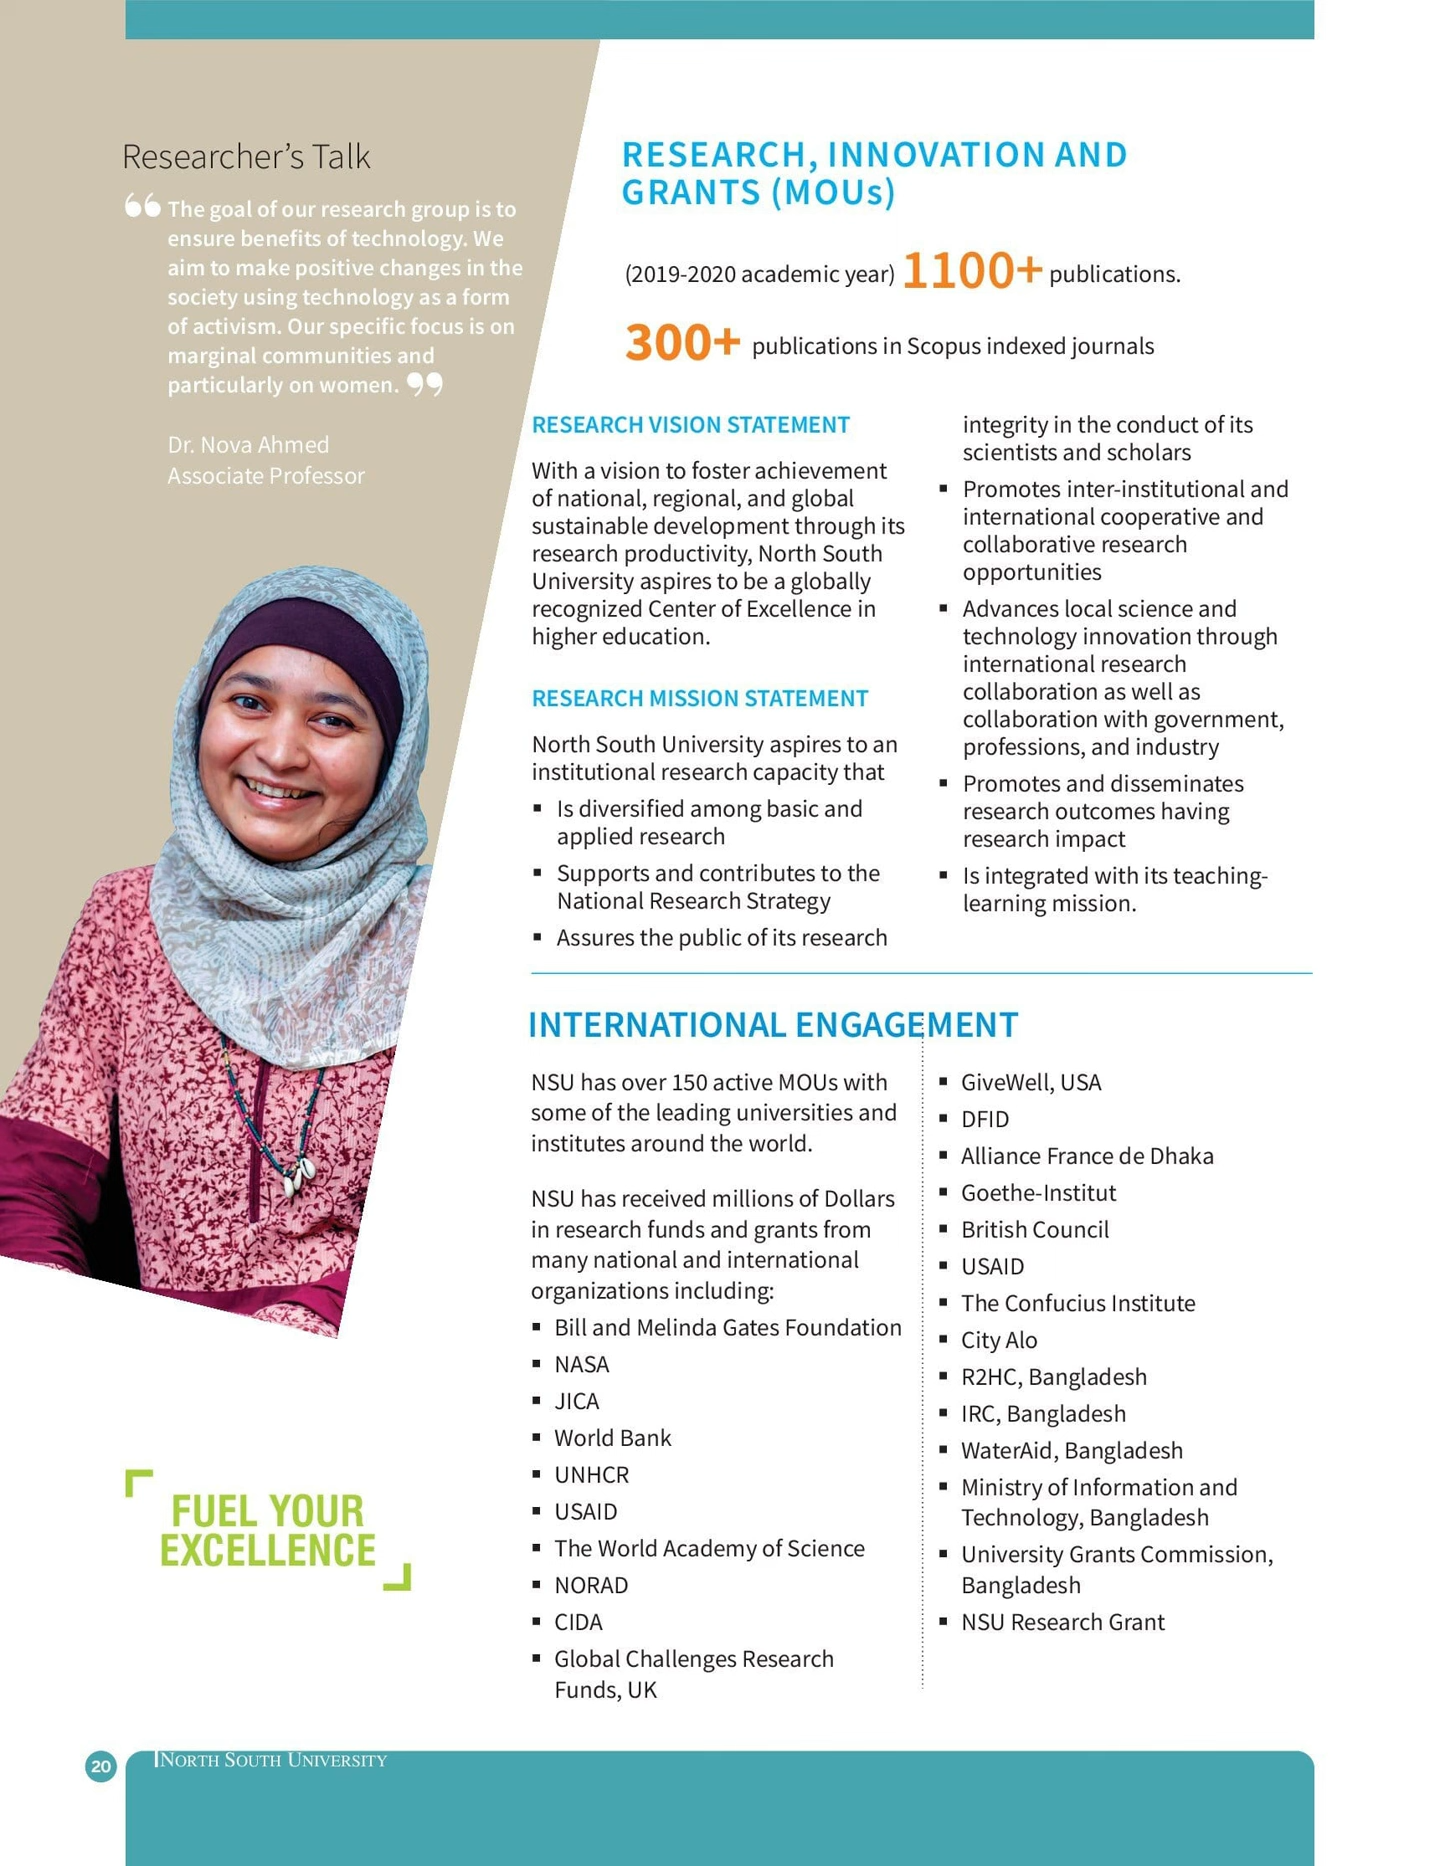 Researcher’s Talk
“ The goal of our research group is to
ensure benefits of technology. We
aim to make positive changes in the
society using technology as a form
of activism. Our specific focus is on
marginal communities and
particularly on women. ”
Dr. Nova Ahmed
Associate Professor
FUEL YOUR
EXCELLENCE
RESEARCH, INNOVATION AND
GRANTS (MOUs)
(2019-2020 academic year) 1100+ publications.
300+ publications in Scopus indexed journals
RESEARCH VISION STATEMENT
With a vision to foster achievement
of national, regional, and global
sustainable development through its
research productivity, North South
University aspires to be a globally
recognized Center of Excellence in
higher education.
RESEARCH MISSION STATEMENT
North South University aspires to an
institutional research capacity that
▪ Is diversified among basic and
applied research
▪ Supports and contributes to the
National Research Strategy
▪ Assures the public of its research
integrity in the conduct of its
scientists and scholars
▪ Promotes inter-institutional and
international cooperative and
collaborative research
opportunities
▪ Advances local science and
technology innovation through
international research
collaboration as well as
collaboration with government,
professions, and industry
▪ Promotes and disseminates
research outcomes having
research impact
▪ Is integrated with its teaching-
learning mission.
INTERNATIONAL ENGAGEMENT
NSU has over 150 active MOUs with
some of the leading universities and
institutes around the world.
NSU has received millions of Dollars
in research funds and grants from
many national and international
organizations including:
▪ Bill and Melinda Gates Foundation
▪ NASA
▪ JICA
▪ World Bank
▪ UNHCR
▪ USAID
▪ The World Academy of Science
▪ NORAD
▪ CIDA
▪ Global Challenges Research
Funds, UK
▪ GiveWell, USA
▪ DFID
▪ Alliance France de Dhaka
▪ Goethe-Institut
▪ British Council
▪ USAID
▪ The Confucius Institute
▪ City Alo
▪ R2HC, Bangladesh
▪ IRC, Bangladesh
▪ WaterAid, Bangladesh
▪ Ministry of Information and
Technology, Bangladesh
▪ University Grants Commission,
Bangladesh
▪ NSU Research Grant
20
NORTH SOUTH UNIVERSITY